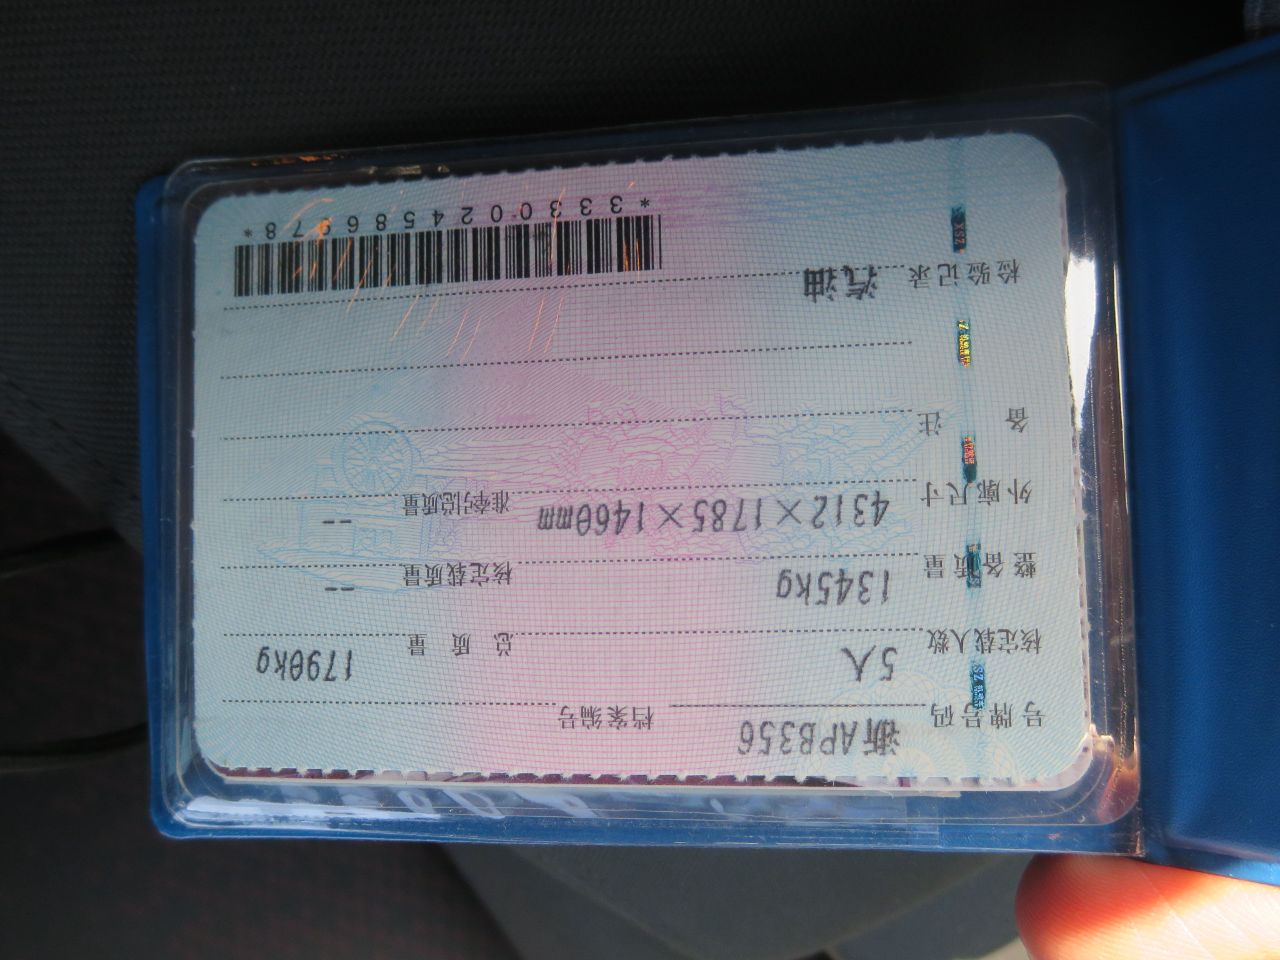 号牌号码 浙APB356 档案编号
核定载人数 5人 总质量 1790kg
整备质量 1345kg 核定载质量 --
外廓尺寸 4312×1785×1460mm 准牵引总质量 --
备注
检验记录 汽油
*3330024586978*